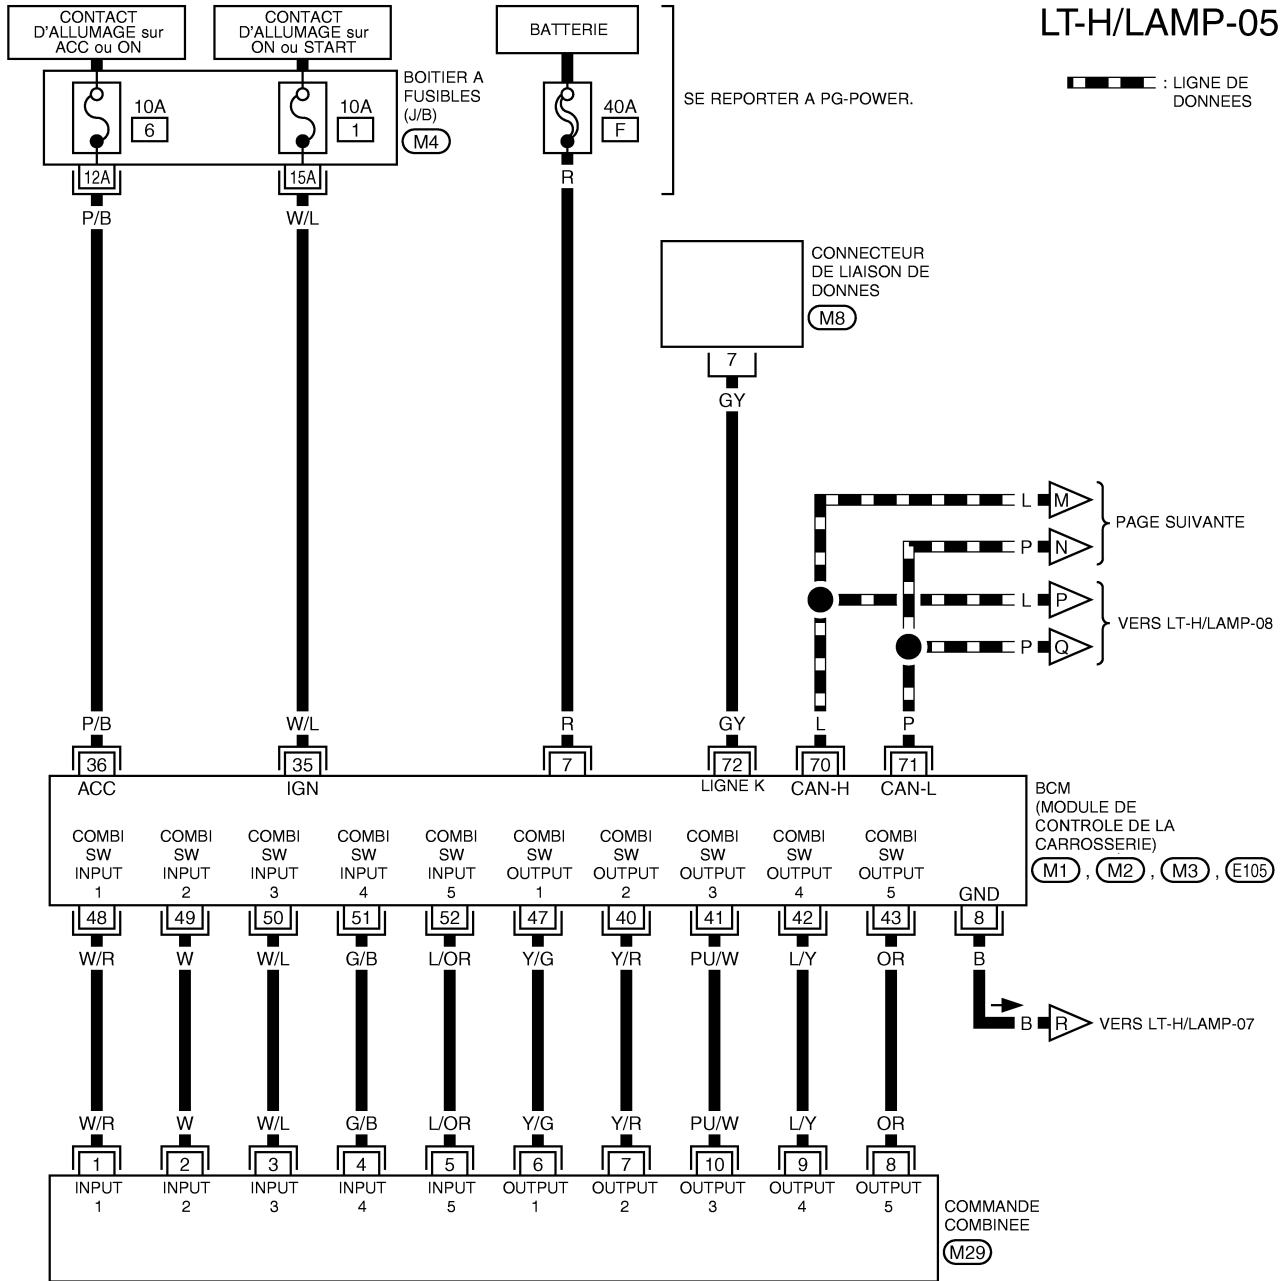 LT-H/LAMP-05
CONTACT
D'ALLUMAGE sur
ACC ou ON
CONTACT
D'ALLUMAGE sur
ON ou START
BATTERIE
: LIGNE DE
DONNEES
BOITIER A
FUSIBLES
(J/B)
M4
10A
6
10A
1
40A
F
SE REPORTER A PG-POWER.
12A
15A
R
P/B
W/L
CONNECTEUR
DE LIAISON DE
DONNES
M8
7
GY
L
M
P
N
PAGE SUIVANTE
L
P
P
Q
VERS LT-H/LAMP-08
P/B
W/L
R
GY
L
P
36
35
7
72
70
71
ACC
IGN
LIGNE K
CAN-H
CAN-L
BCM
(MODULE DE
CONTROLE DE LA
CARROSSERIE)
M1 , M2 , M3 , E105
COMBI
SW
INPUT
1
COMBI
SW
INPUT
2
COMBI
SW
INPUT
3
COMBI
SW
INPUT
4
COMBI
SW
INPUT
5
COMBI
SW
OUTPUT
1
COMBI
SW
OUTPUT
2
COMBI
SW
OUTPUT
3
COMBI
SW
OUTPUT
4
COMBI
SW
OUTPUT
5
GND
48
49
50
51
52
47
40
41
42
43
8
W/R
W
W/L
G/B
L/OR
Y/G
Y/R
PU/W
L/Y
OR
B
B
R
VERS LT-H/LAMP-07
W/R
W
W/L
G/B
L/OR
Y/G
Y/R
PU/W
L/Y
OR
1
2
3
4
5
6
7
10
9
8
INPUT
1
INPUT
2
INPUT
3
INPUT
4
INPUT
5
OUTPUT
1
OUTPUT
2
OUTPUT
3
OUTPUT
4
OUTPUT
5
COMMANDE
COMBINEE
M29